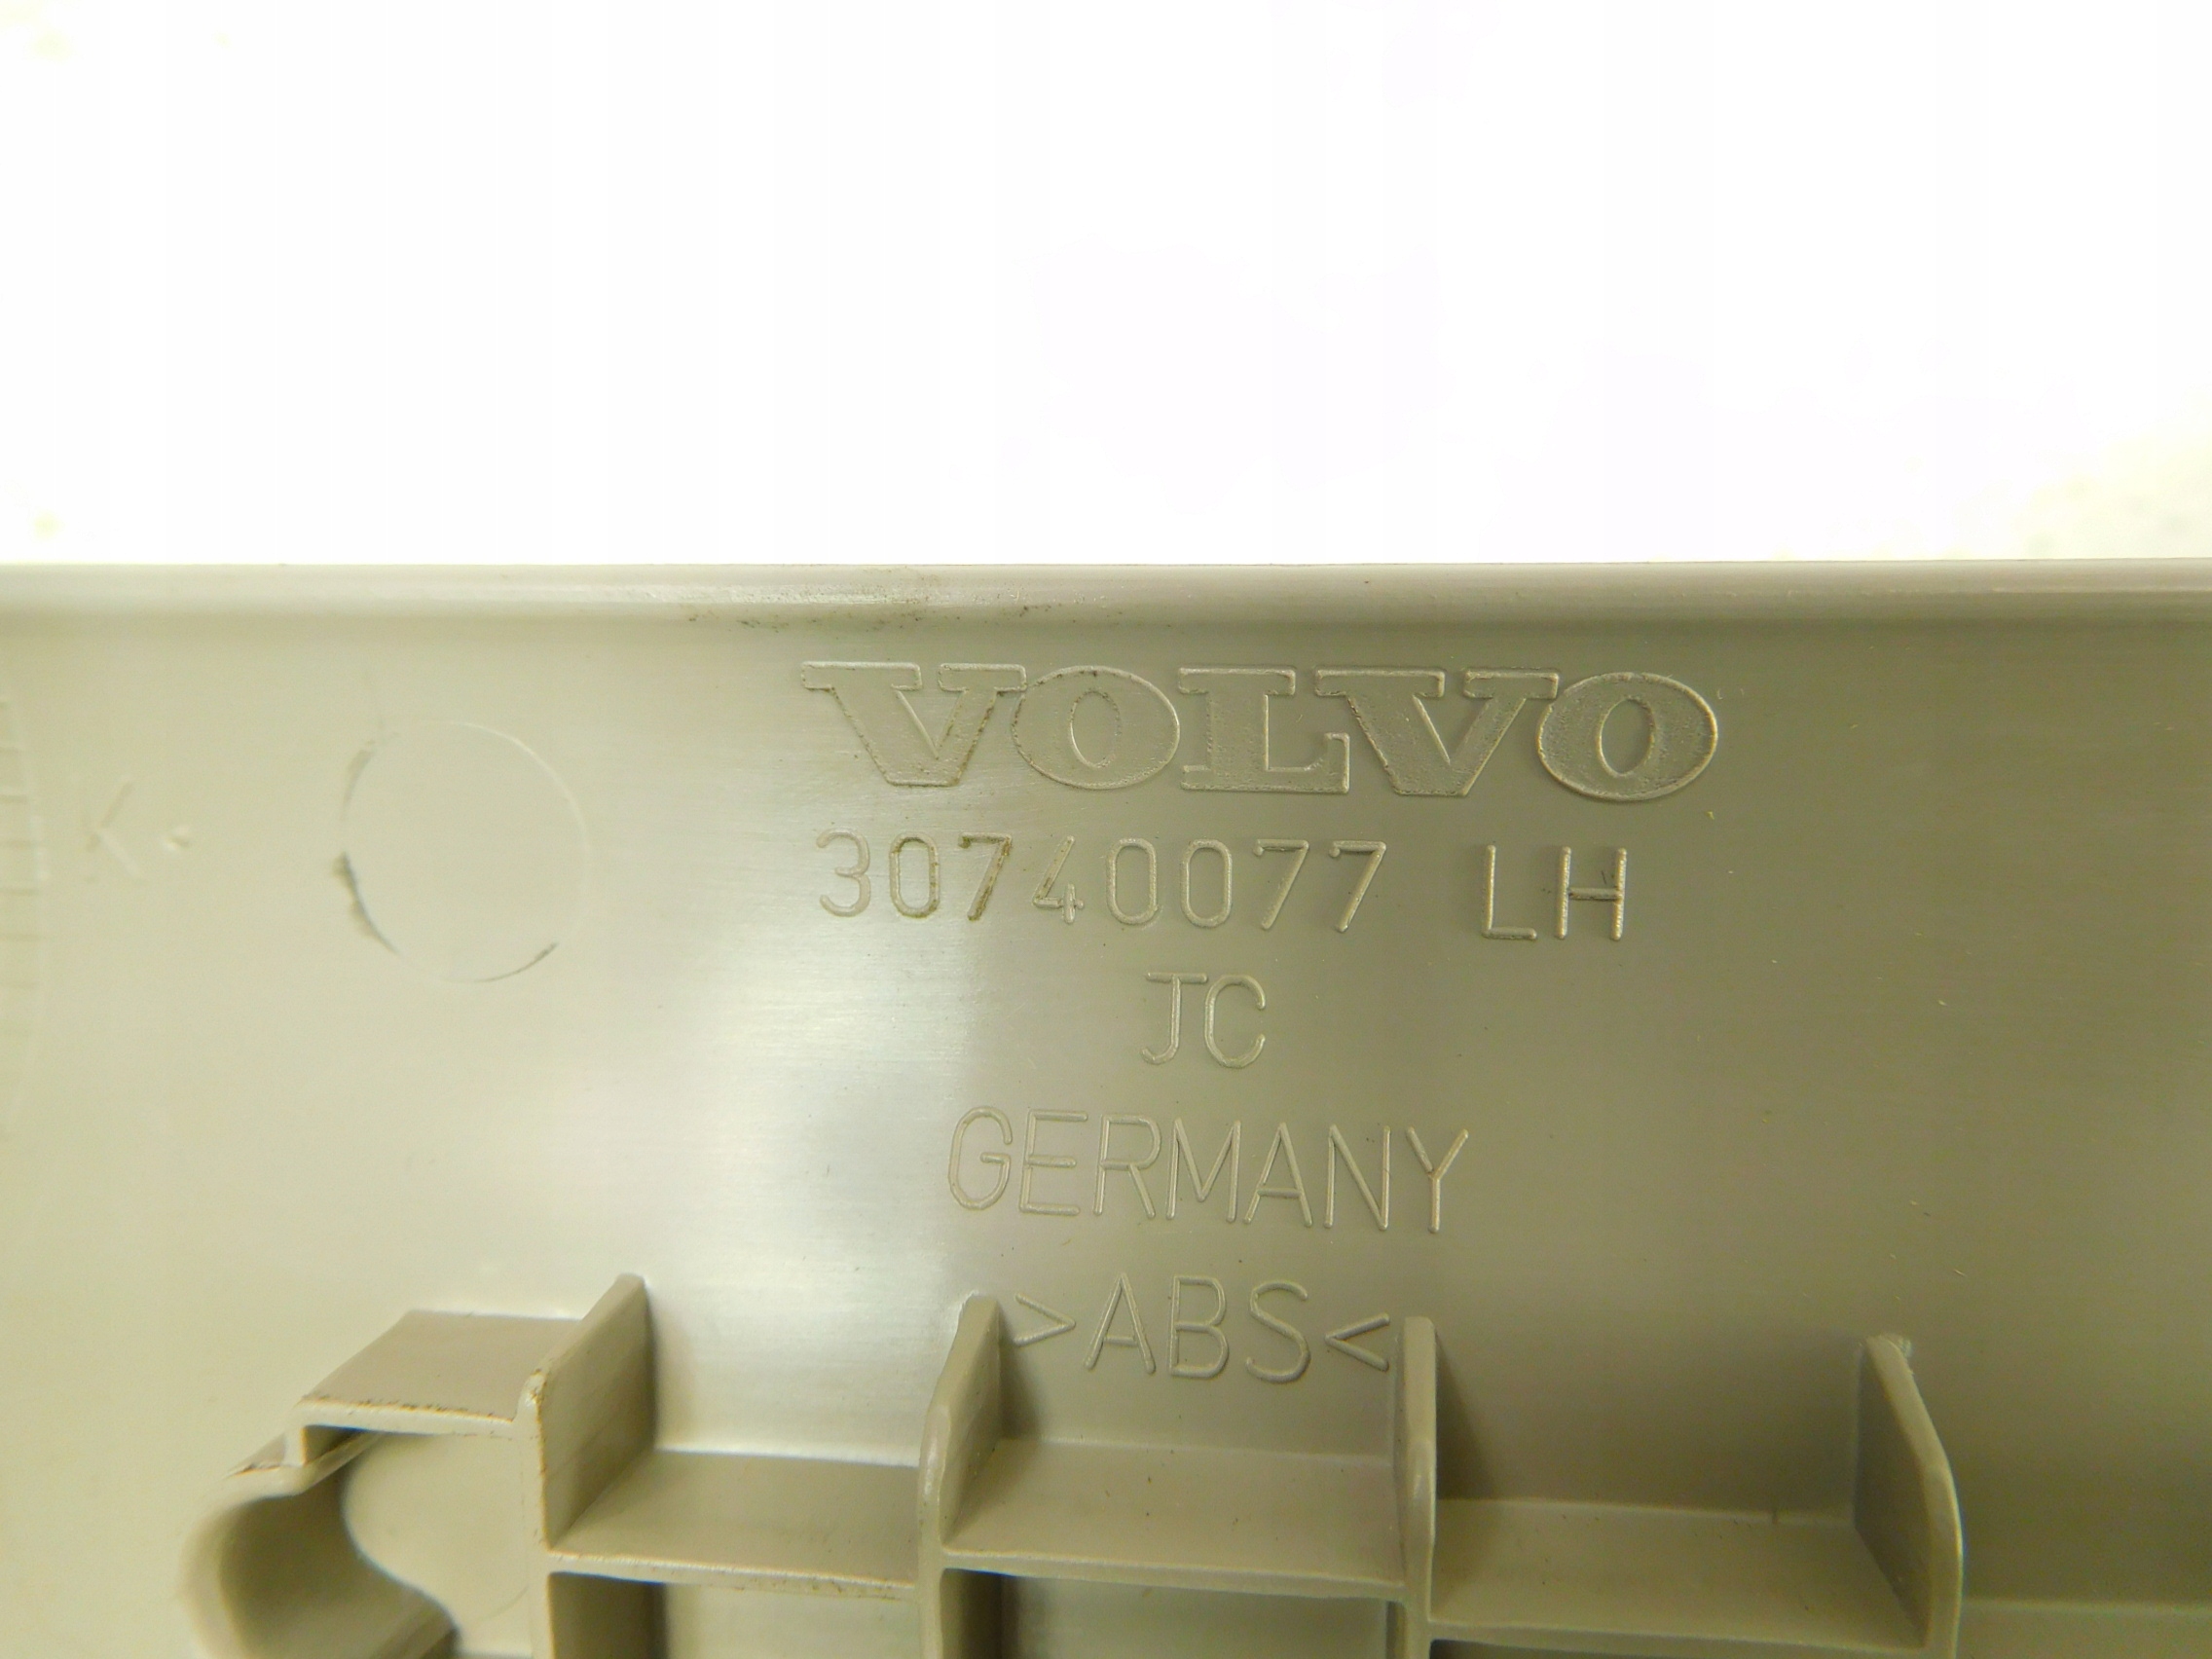 VOLVO
30740077 LH
K
JC
GERMANY
>ABS<